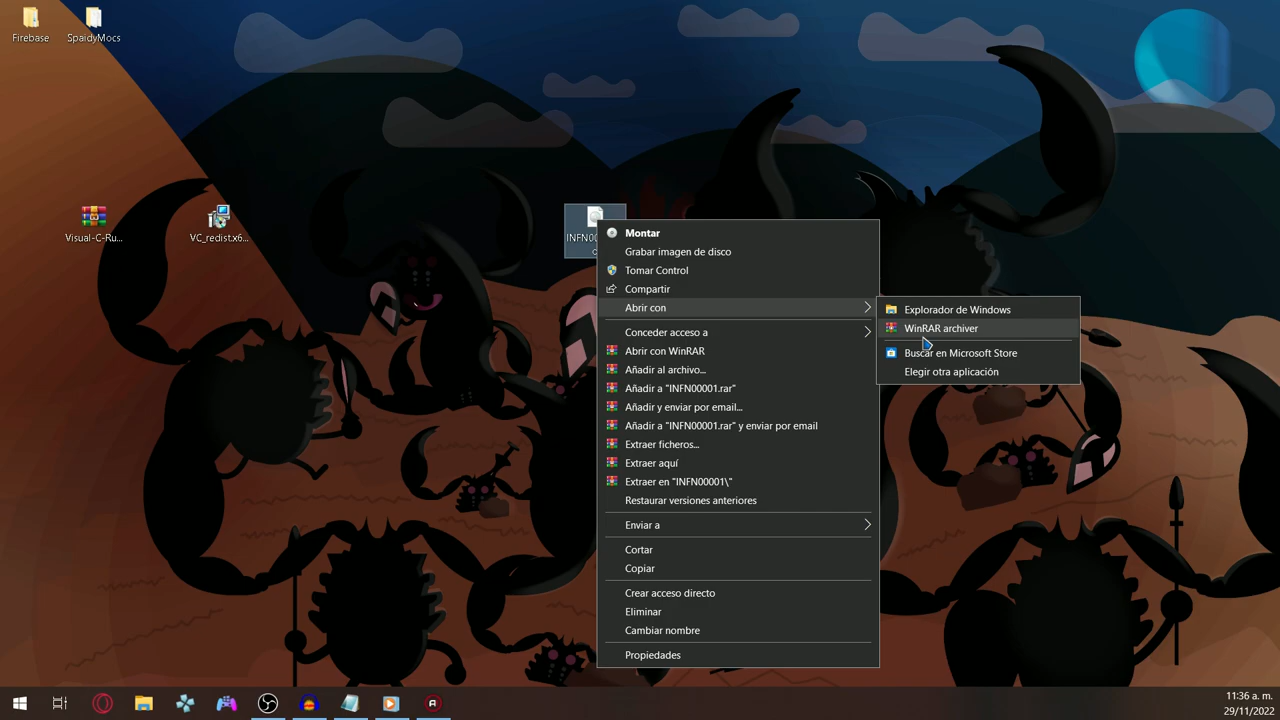 Firebase
SpaidyMocs
Visual-C-Ru...
VC_redist.x6...
INFN00
Montar
Grabar imagen de disco
Tomar Control
Compartir
Abrir con
Conceder acceso a
Abrir con WinRAR
Añadir al archivo...
Añadir a "INFN00001.rar"
Añadir y enviar por email...
Añadir a "INFN00001.rar" y enviar por email
Extraer ficheros...
Extraer aquí
Extraer en "INFN00001\"
Restaurar versiones anteriores
Enviar a
Cortar
Copiar
Crear acceso directo
Eliminar
Cambiar nombre
Propiedades
Explorador de Windows
WinRAR archiver
Buscar en Microsoft Store
Elegir otra aplicación
11:36 a. m.
29/11/2022